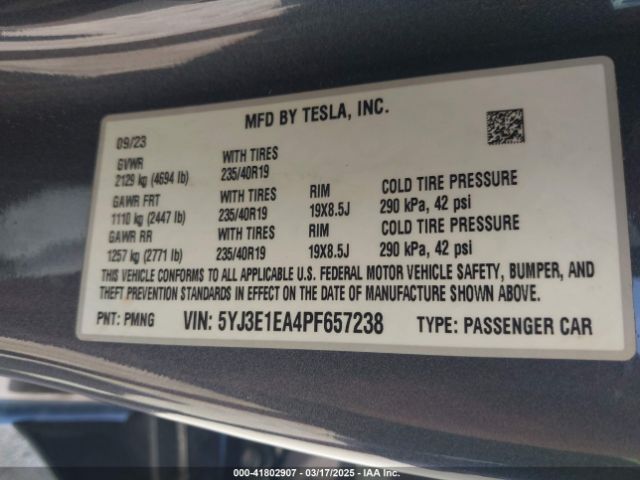 MFD BY TESLA, INC.
09/23
GVWR WITH TIRES
2129 kg (4694 lb) 235/40R19
GAWR FRT WITH TIRES RIM COLD TIRE PRESSURE
1110 kg (2447 lb) 235/40R19 19X8.5J 290 kPa, 42 psi
GAWR RR WITH TIRES RIM COLD TIRE PRESSURE
1257 kg (2771 lb) 235/40R19 19X8.5J 290 kPa, 42 psi
THIS VEHICLE CONFORMS TO ALL APPLICABLE U.S. FEDERAL MOTOR VEHICLE SAFETY, BUMPER, AND
THEFT PREVENTION STANDARDS IN EFFECT ON THE DATE OF MANUFACTURE SHOWN ABOVE.
PNT: PMNG VIN: 5YJ3E1EA4PF657238 TYPE: PASSENGER CAR
000-41802907 - 03/17/2025 - IAA Inc.